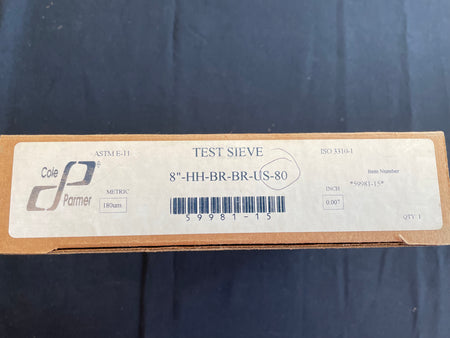 ASTM E-11
TEST SIEVE
ISO 3310-1
Cole
Parmer
®
8"-HH-BR-BR-US-80
METRIC
180um
59981-15
INCH
0.007
Item Number
*59981-15*
QTY 1